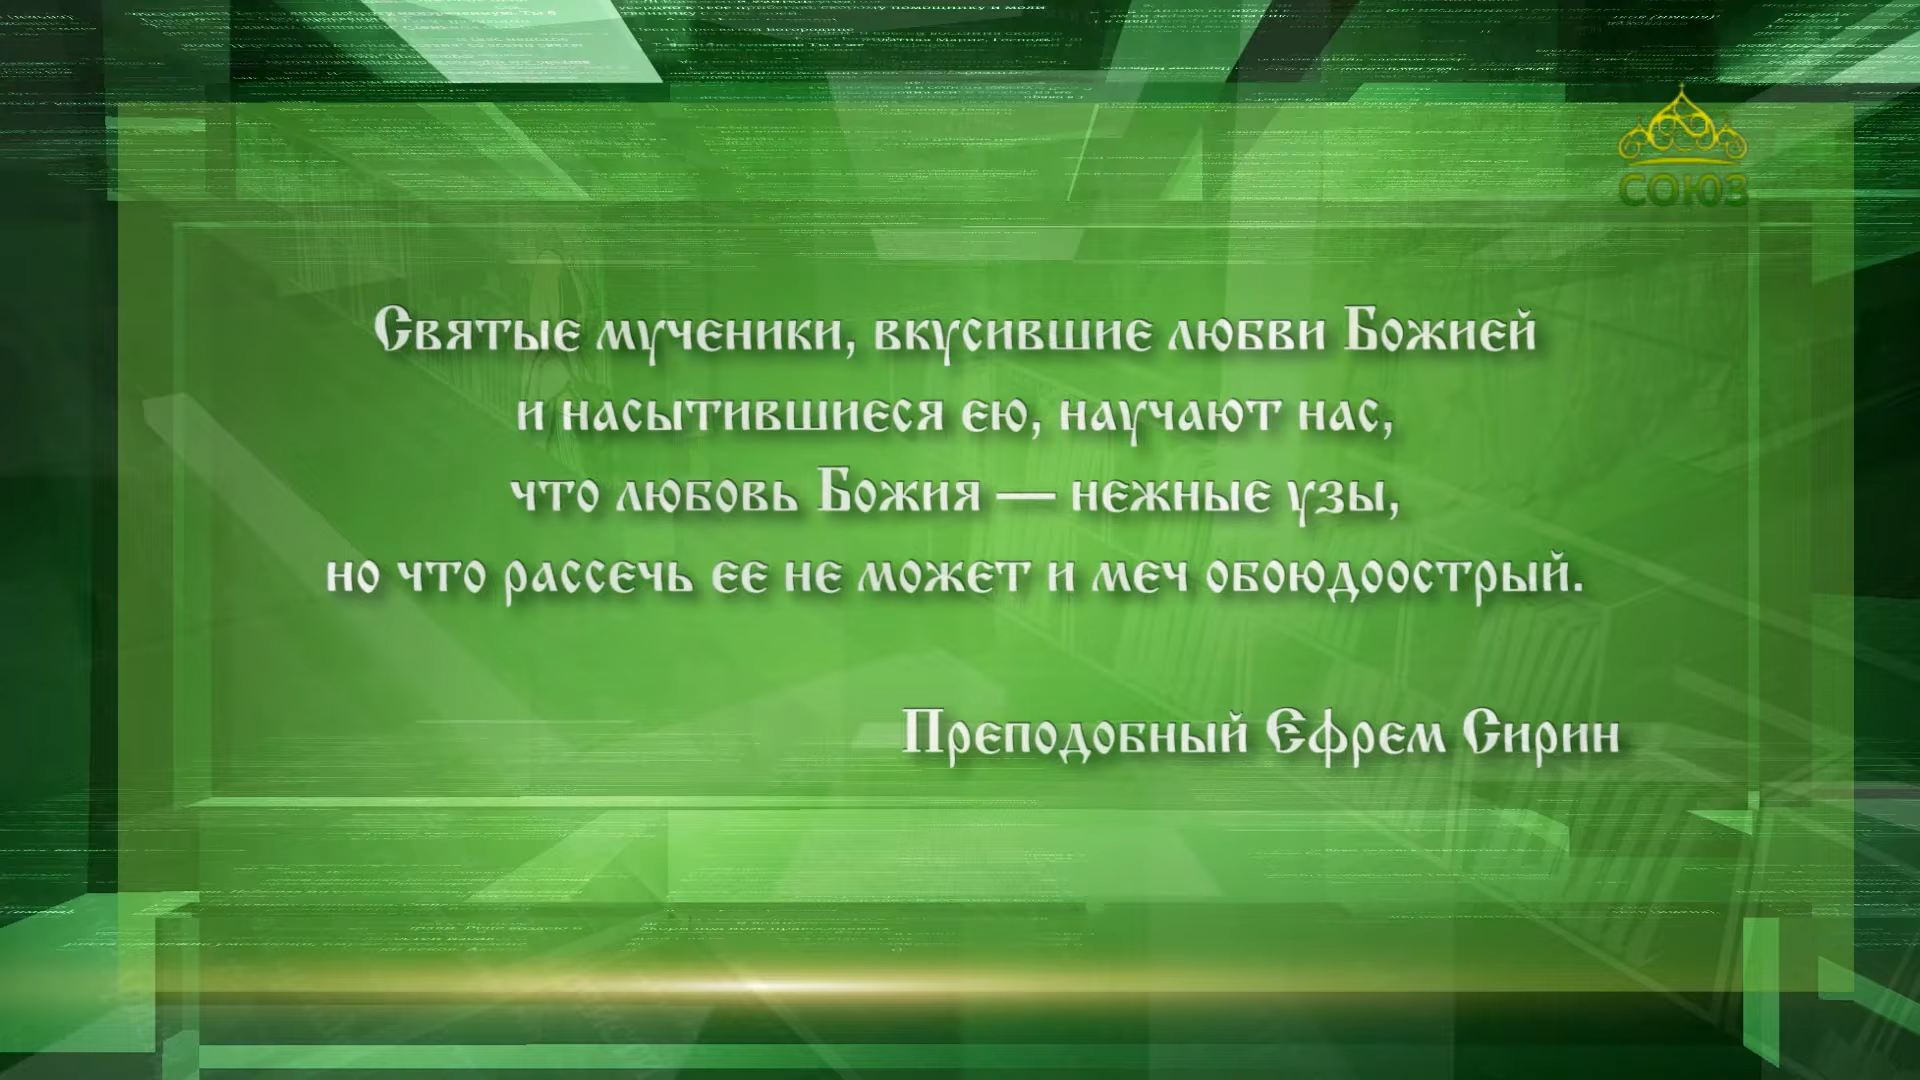 СОЮЗ
Святые мученики, вкусившие любви Божией
и насытившиеся ею, научают нас,
что любовь Божия — нежные узы,
но что рассечь ее не может и меч обоюдоострый.
Преподобный Ефрем Сирин